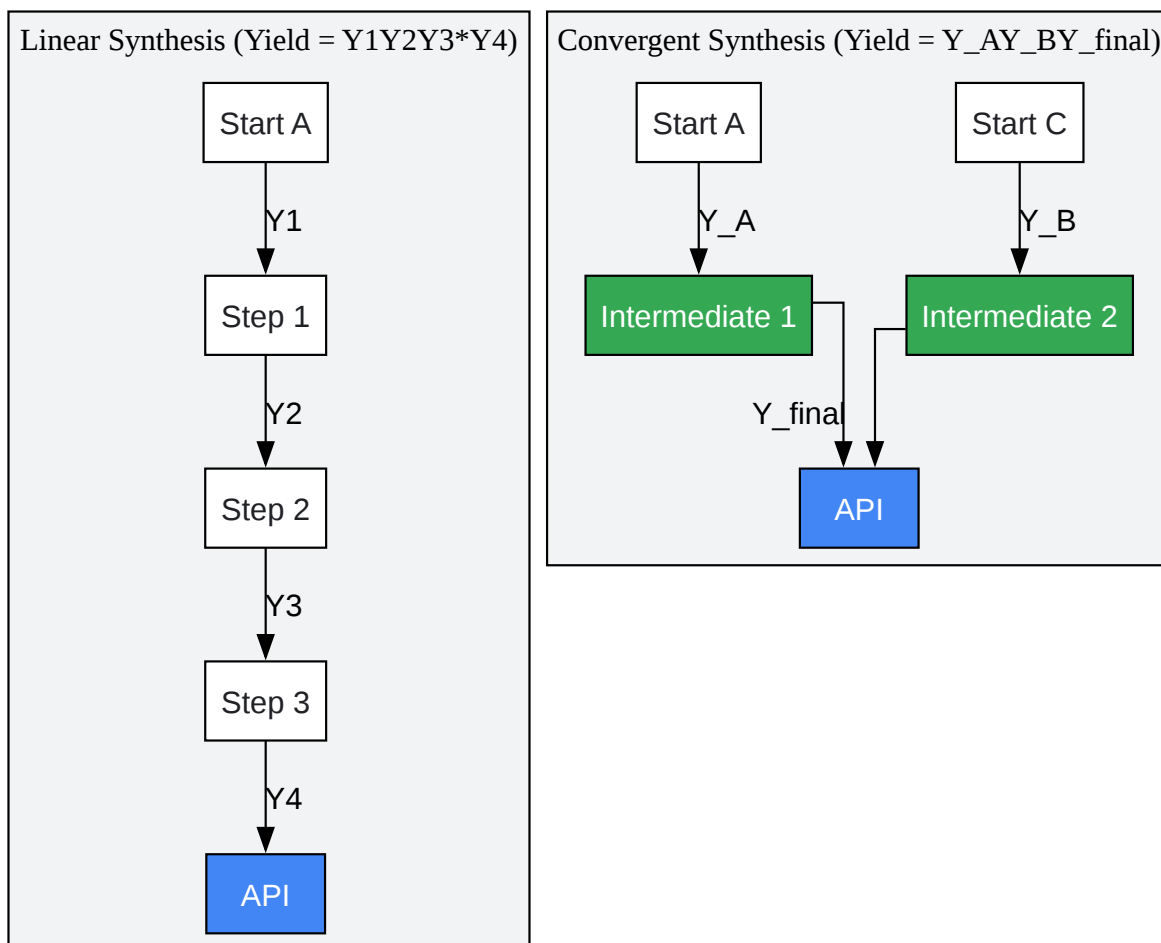 Linear Synthesis (Yield = Y1Y2Y3*Y4)
Start A
Y1
Step 1
Y2
Step 2
Y3
Step 3
Y4
API
Convergent Synthesis (Yield = Y_AY_BY_final)
Start A
Start C
Y_A
Y_B
Intermediate 1
Intermediate 2
Y_final
API